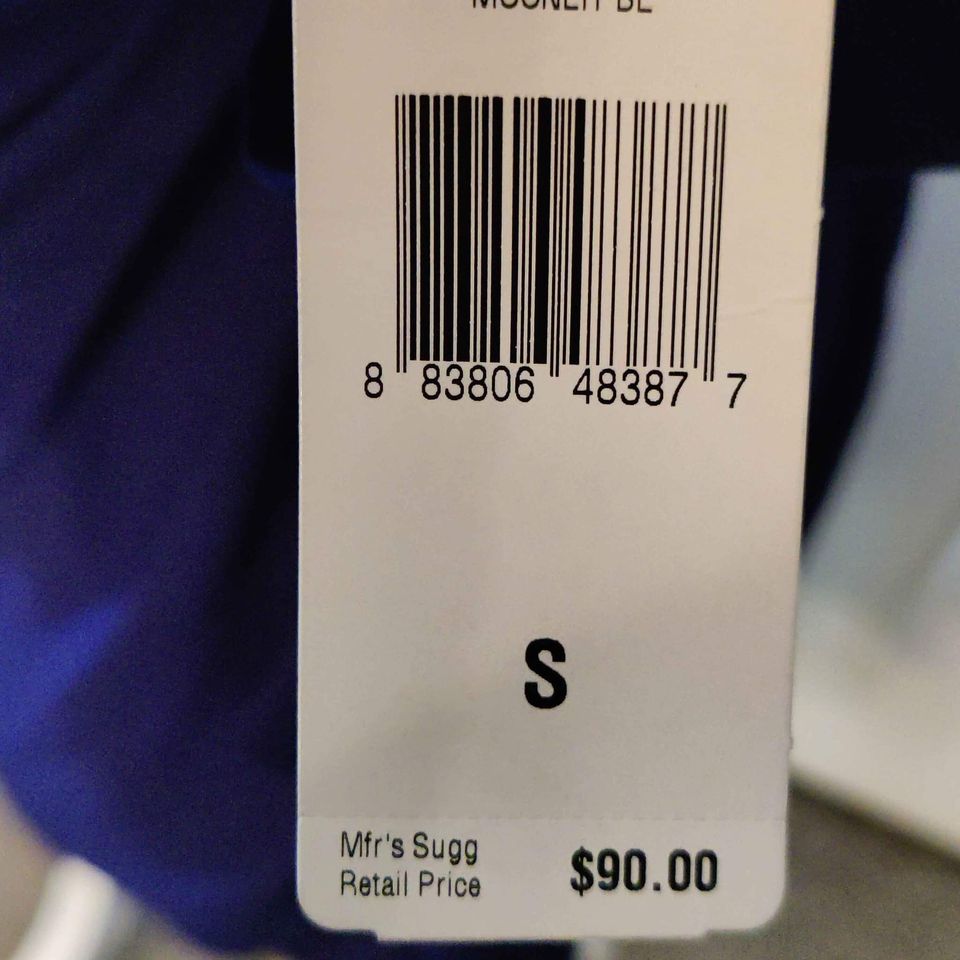 8 83806 48387 7
S
Mfr's Sugg
Retail Price $90.00